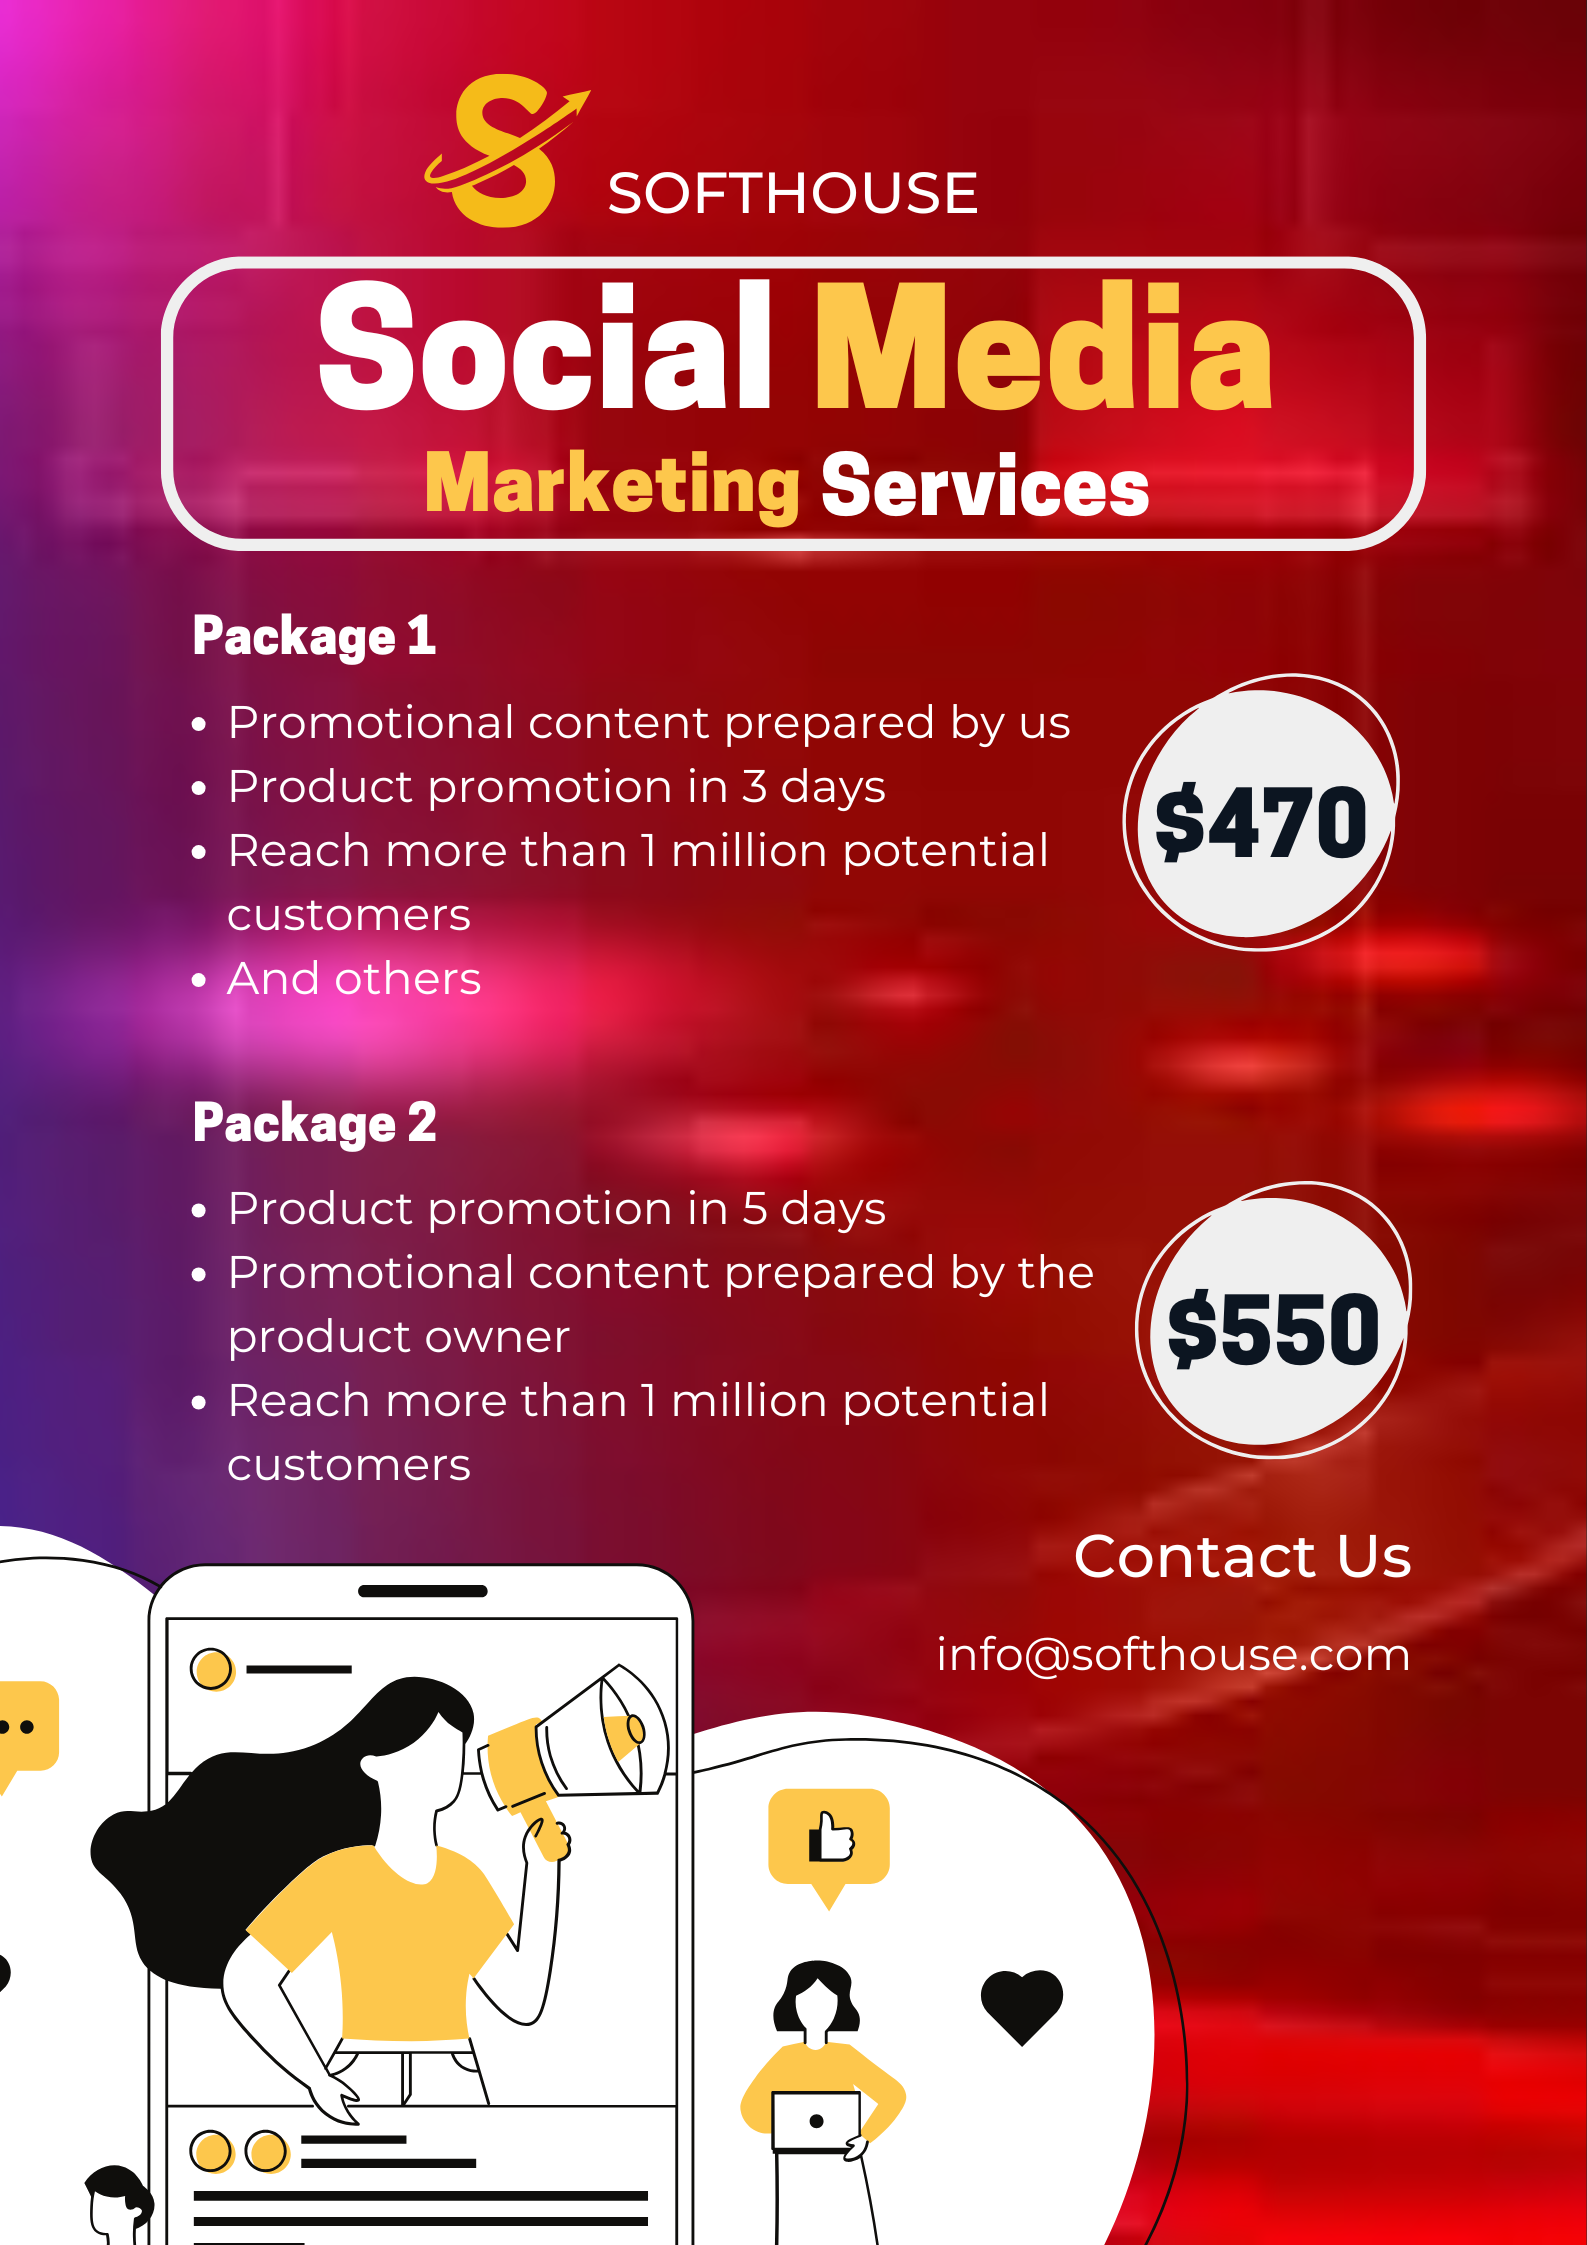 SOFTHOUSE
Social Media
Marketing Services
Package 1
• Promotional content prepared by us
• Product promotion in 3 days
• Reach more than 1 million potential
customers
• And others
$470
Package 2
• Product promotion in 5 days
• Promotional content prepared by the
product owner
• Reach more than 1 million potential
customers
$550
Contact Us
info@softhouse.com